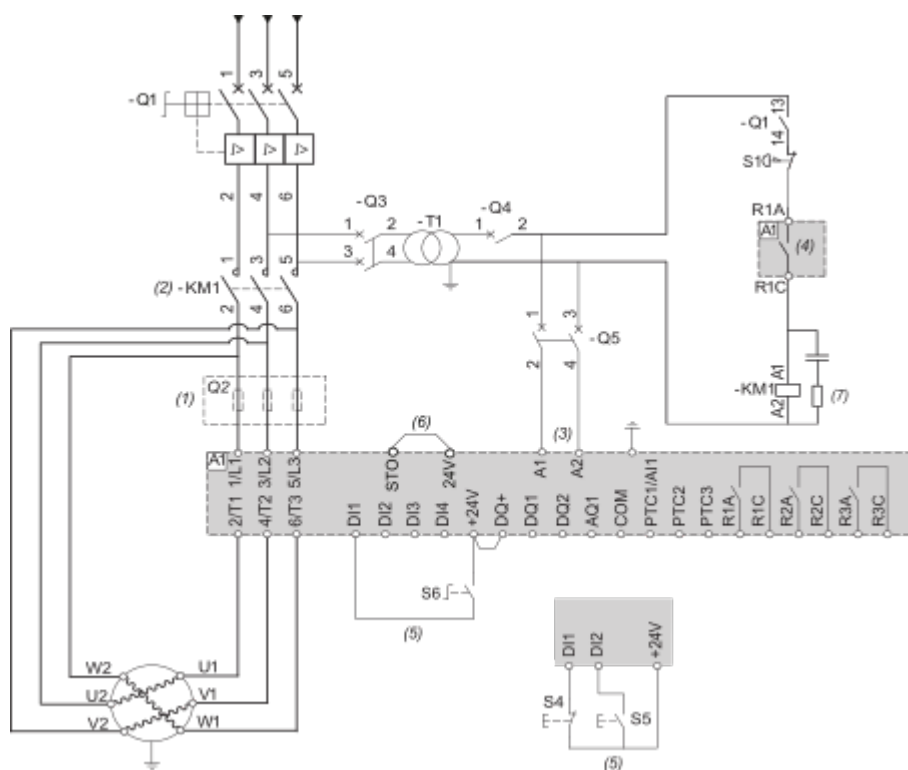 1 3 5
-Q1
I> I> I>
2 4 6
-Q3
1 2
3 4
-T1
-Q4
1 2
13
-Q1
14
S1
R1A
A1 (4)
R1C
1 3 5
(2) -KM1
2 4 6
1 3
-Q5
2 4
A1
-KM1 (7)
A2
(1) Q2
(6)
(3)
A1
1/L1 3/L2 5/L3 STO 24V A1 A2
2/T1 4/T2 6/T3 DI1 DI2 DI3 DI4 +24V DQ+ DQ1 DQ2 AQ1 COM PTC1/AI1 PTC2 PTC3 R1A R1C R2A R2C R3A R3C
S6
(5)
DI1 DI2 +24V
S4 S5
(5)
W2 U1
U2 V1
V2 W1